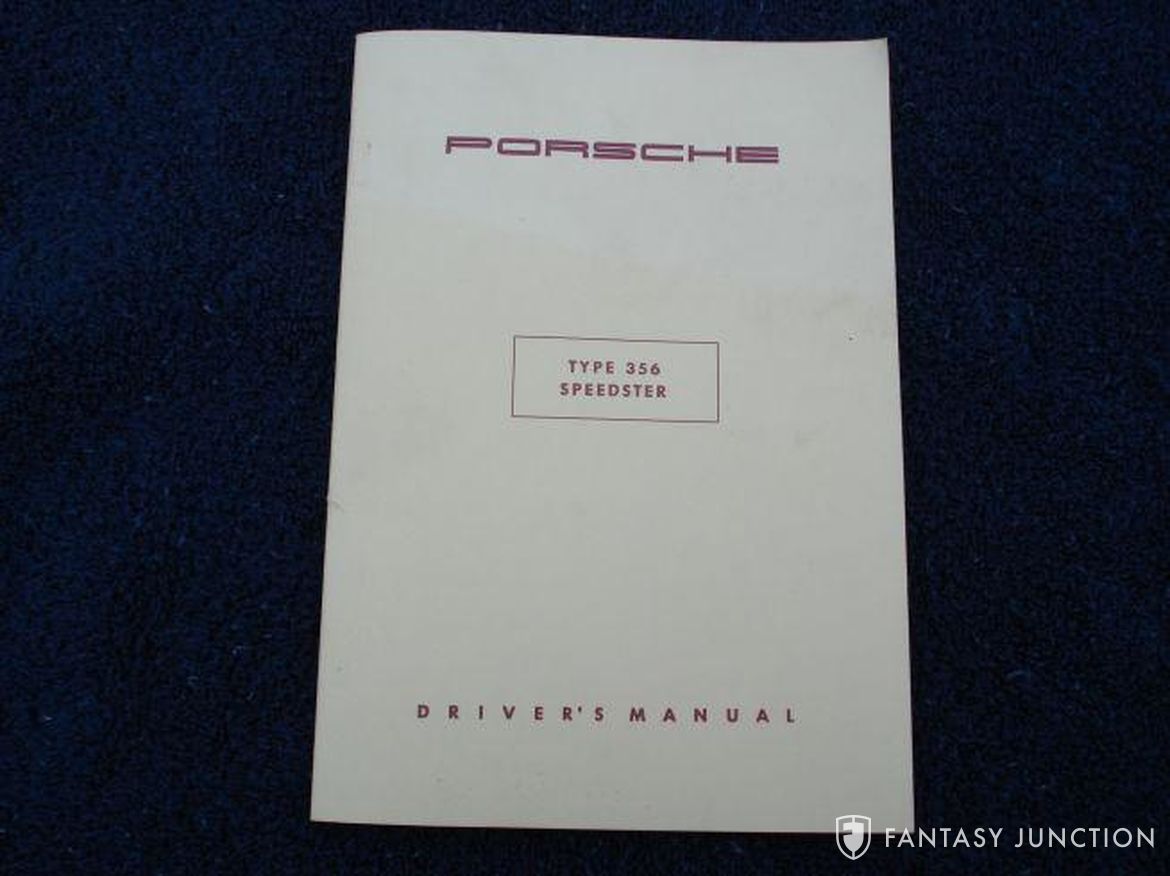 PORSCHE
TYPE 356
SPEEDSTER
DRIVER'S MANUAL
FANTASY JUNCTION